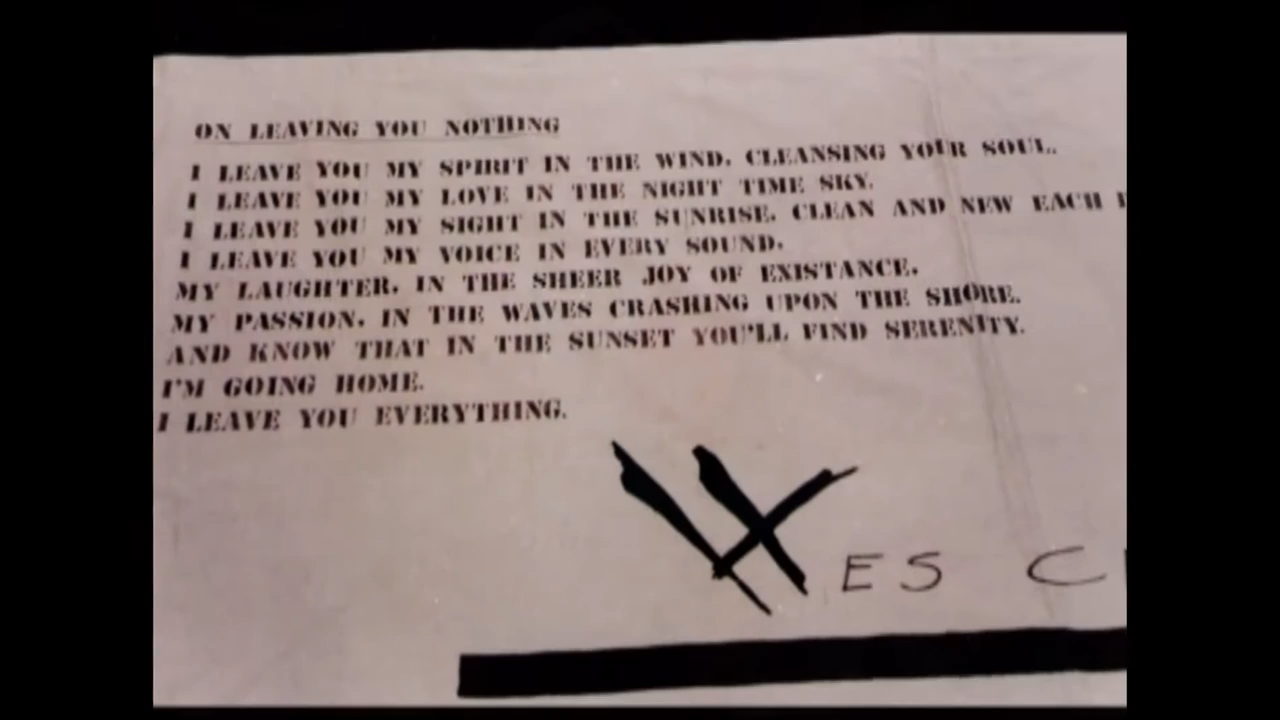 ON LEAVING YOU NOTHING
I LEAVE YOU MY SPIRIT IN THE WIND, CLEANSING YOUR SOUL.
I LEAVE YOU MY LOVE IN THE NIGHT TIME SKY.
I LEAVE YOU MY SIGHT IN THE SUNRISE, CLEAN AND NEW EACH
I LEAVE YOU MY VOICE IN EVERY SOUND.
MY LAUGHTER, IN THE SHEER JOY OF EXISTANCE.
MY PASSION, IN THE WAVES CRASHING UPON THE SHORE.
AND KNOW THAT IN THE SUNSET YOU'LL FIND SERENITY.
I'M GOING HOME.
I LEAVE YOU EVERYTHING.
WES C